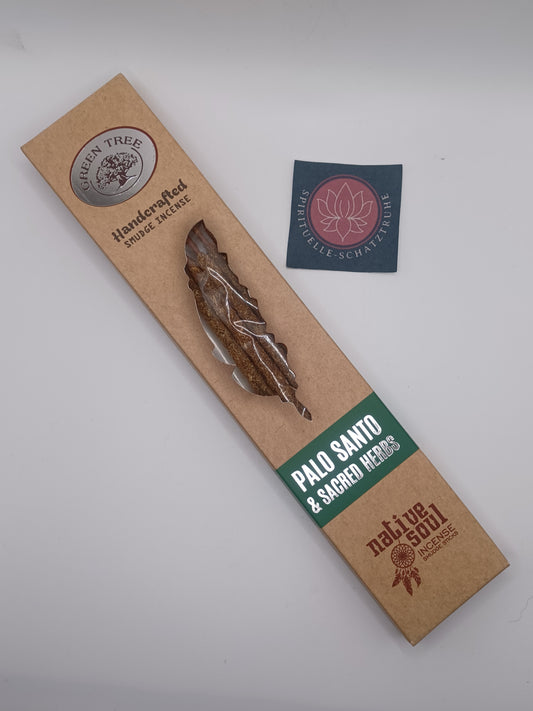 GREEN TREE
Handcrafted
SMUDGE INCENSE
SPIRITUELLE-SCHATZTRUHE
PALO SANTO
& SACRED HERBS
native
soul
INCENSE
SMUDGE STICKS